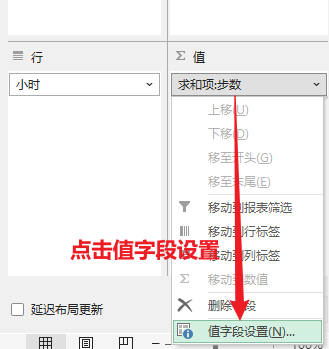 行
Σ 值
小时
求和项:步数
上移(U)
下移(D)
移至开头(G)
移至末尾(E)
移动到报表筛选
移动到行标签
移动到列标签
点击值字段设置
Σ 移动到数值
删除字段
延迟布局更新
值字段设置(N)...
100%